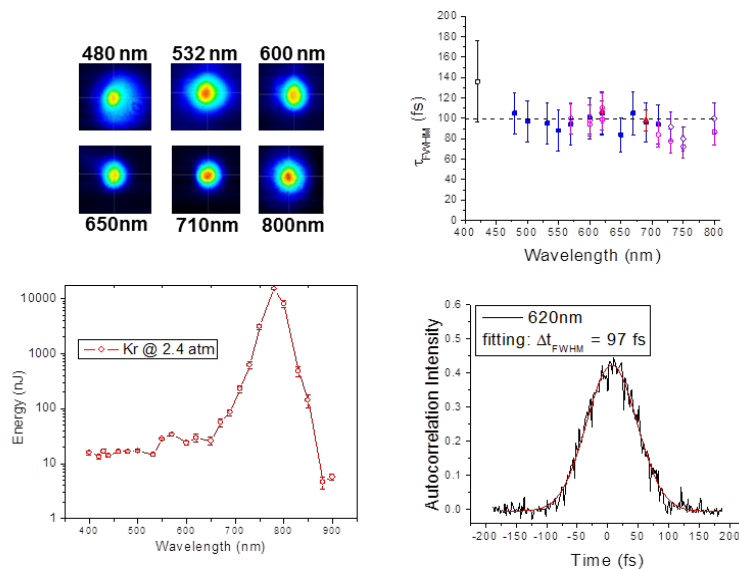 480 nm 532 nm 600 nm
650nm 710nm 800nm
200
180
160
140
120
100
80
60
40
20
0
τFWHM (fs)
400 450 500 550 600 650 700 750 800
Wavelength (nm)
10000
1000
100
10
1
Energy (nJ)
Kr @ 2.4 atm
400 500 600 700 800 900
Wavelength (nm)
0.6
0.5
0.4
0.3
0.2
0.1
0.0
Autocorrelation Intensity
620nm
fitting: ΔtFWHM = 97 fs
-200 -150 -100 -50 0 50 100 150 200
Time (fs)